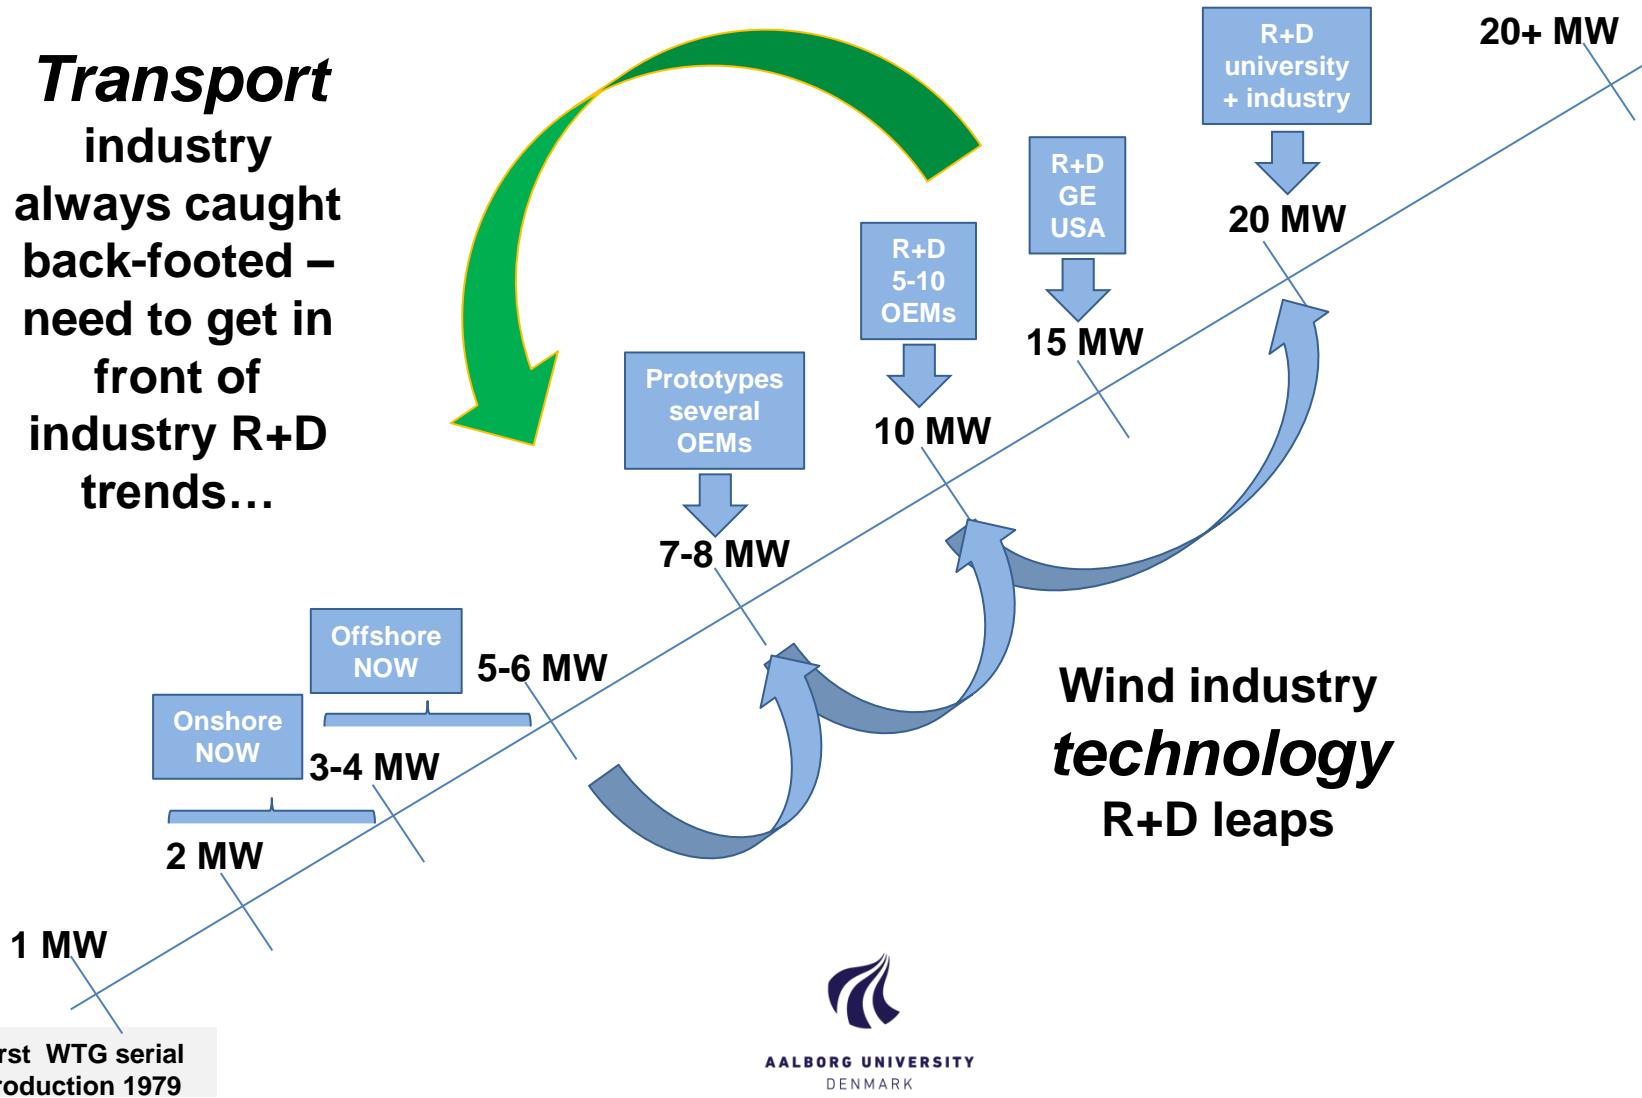 Transport
industry
always caught
back-footed –
need to get in
front of
industry R+D
trends…
R+D
university
+ industry
20+ MW
R+D
GE
USA
20 MW
R+D
5-10
OEMs
15 MW
Prototypes
several
OEMs
10 MW
7-8 MW
Offshore
NOW
5-6 MW
Onshore
NOW
3-4 MW
2 MW
1 MW
Wind industry
technology
R+D leaps
WTG serial
1979
AALBORG UNIVERSITY
DENMARK